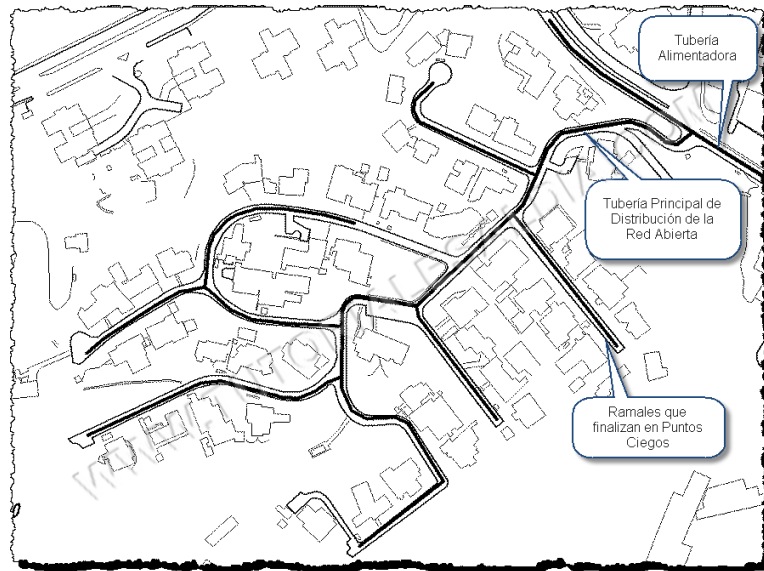 Tubería
Alimentadora
Tubería Principal de
Distribución de la
Red Abierta
Ramales que
finalizan en Puntos
Ciegos